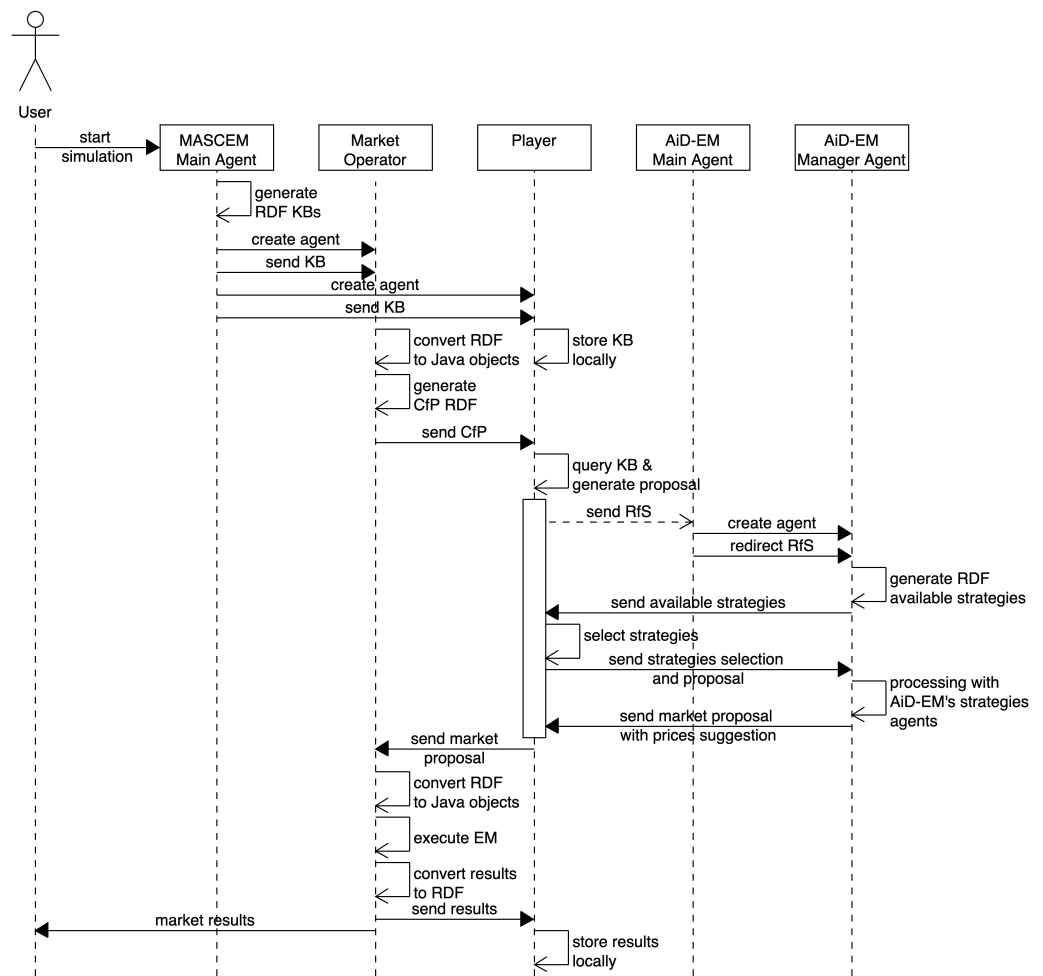 User
start
simulation
MASCEM
Main Agent
Market
Operator
Player
AiD-EM
Main Agent
AiD-EM
Manager Agent
generate
RDF KBs
create agent
send KB
create agent
send KB
convert RDF
to Java objects
store KB
locally
generate
CfP RDF
send CfP
query KB &
generate proposal
send RfS
create agent
redirect RfS
generate RDF
available strategies
send available strategies
select strategies
send strategies selection
and proposal
processing with
AiD-EM's strategies
agents
send market proposal
with prices suggestion
send market
proposal
convert RDF
to Java objects
execute EM
convert results
to RDF
send results
market results
store results
locally